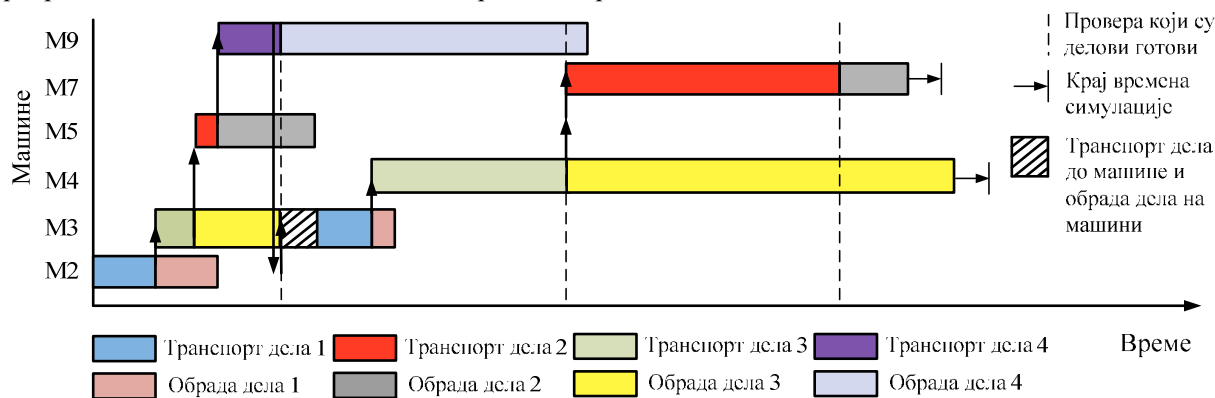 Машине
M9
M7
M5
M4
M3
M2
Провера који су
делови готови
Крај времена
симулације
Транспорт дела
до машине и
обрада дела на
машини
Време
Транспорт дела 1
Транспорт дела 2
Транспорт дела 3
Транспорт дела 4
Обрада дела 1
Обрада дела 2
Обрада дела 3
Обрада дела 4